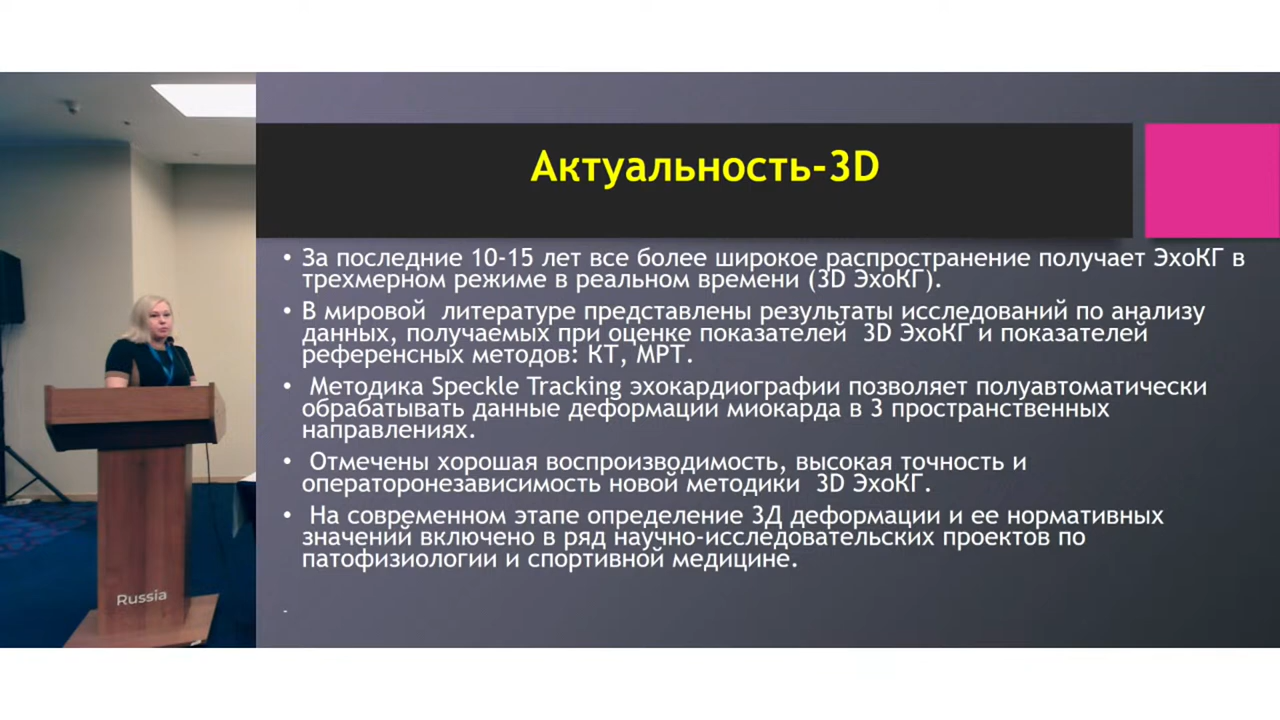 Актуальность-3D
• За последние 10-15 лет все более широкое распространение получает ЭхоКГ в
трехмерном режиме в реальном времени (3D ЭхоКГ).
• В мировой литературе представлены результаты исследований по анализу
данных, получаемых при оценке показателей 3D ЭхоКГ и показателей
референсных методов: КТ, МРТ.
• Методика Speckle Tracking эхокардиографии позволяет полуавтоматически
обрабатывать данные деформации миокарда в 3 пространственных
направлениях.
• Отмечены хорошая воспроизводимость, высокая точность и
операторонезависимость новой методики 3D ЭхоКГ.
• На современном этапе определение 3Д деформации и ее нормативных
значений включено в ряд научно-исследовательских проектов по
патофизиологии и спортивной медицине.
-
Russia